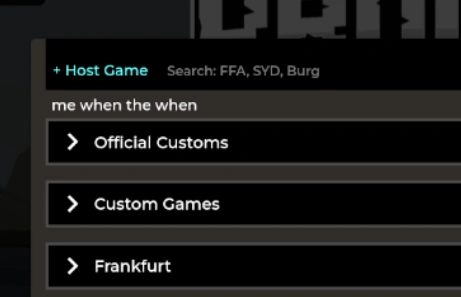 + Host Game Search: FFA, SYD, Burg
me when the when
Official Customs
Custom Games
Frankfurt